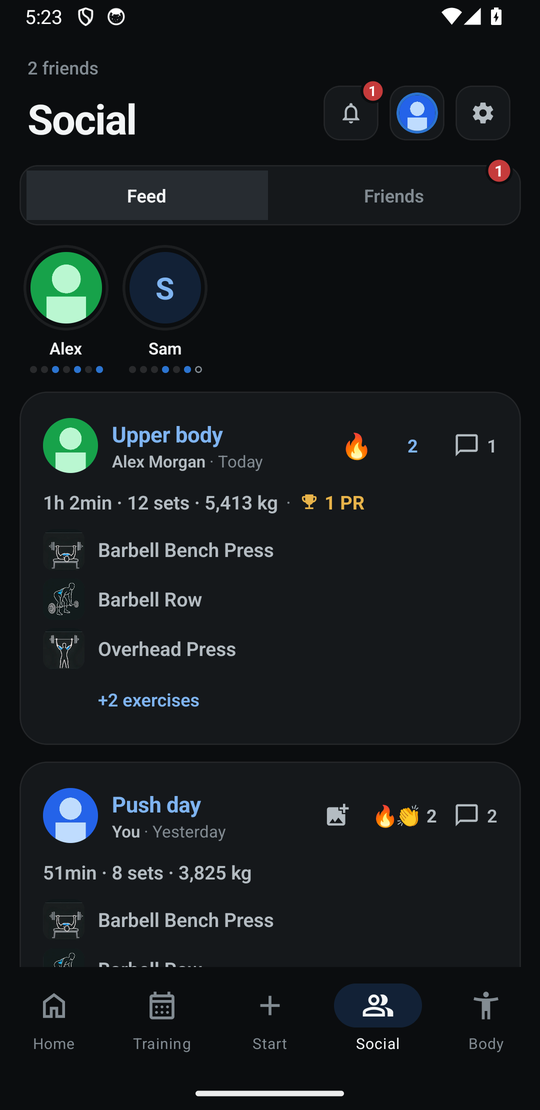 5:23
2 friends
Social
1
Feed
Friends
1
S
Alex
Sam
Upper body
Alex Morgan · Today
🔥 2
1
1h 2min · 12 sets · 5,413 kg · 1 PR
Barbell Bench Press
Barbell Row
Overhead Press
+2 exercises
Push day
You · Yesterday
🔥👏 2
2
51min · 8 sets · 3,825 kg
Barbell Bench Press
Barbell Row
Home
Training
Start
Social
Body